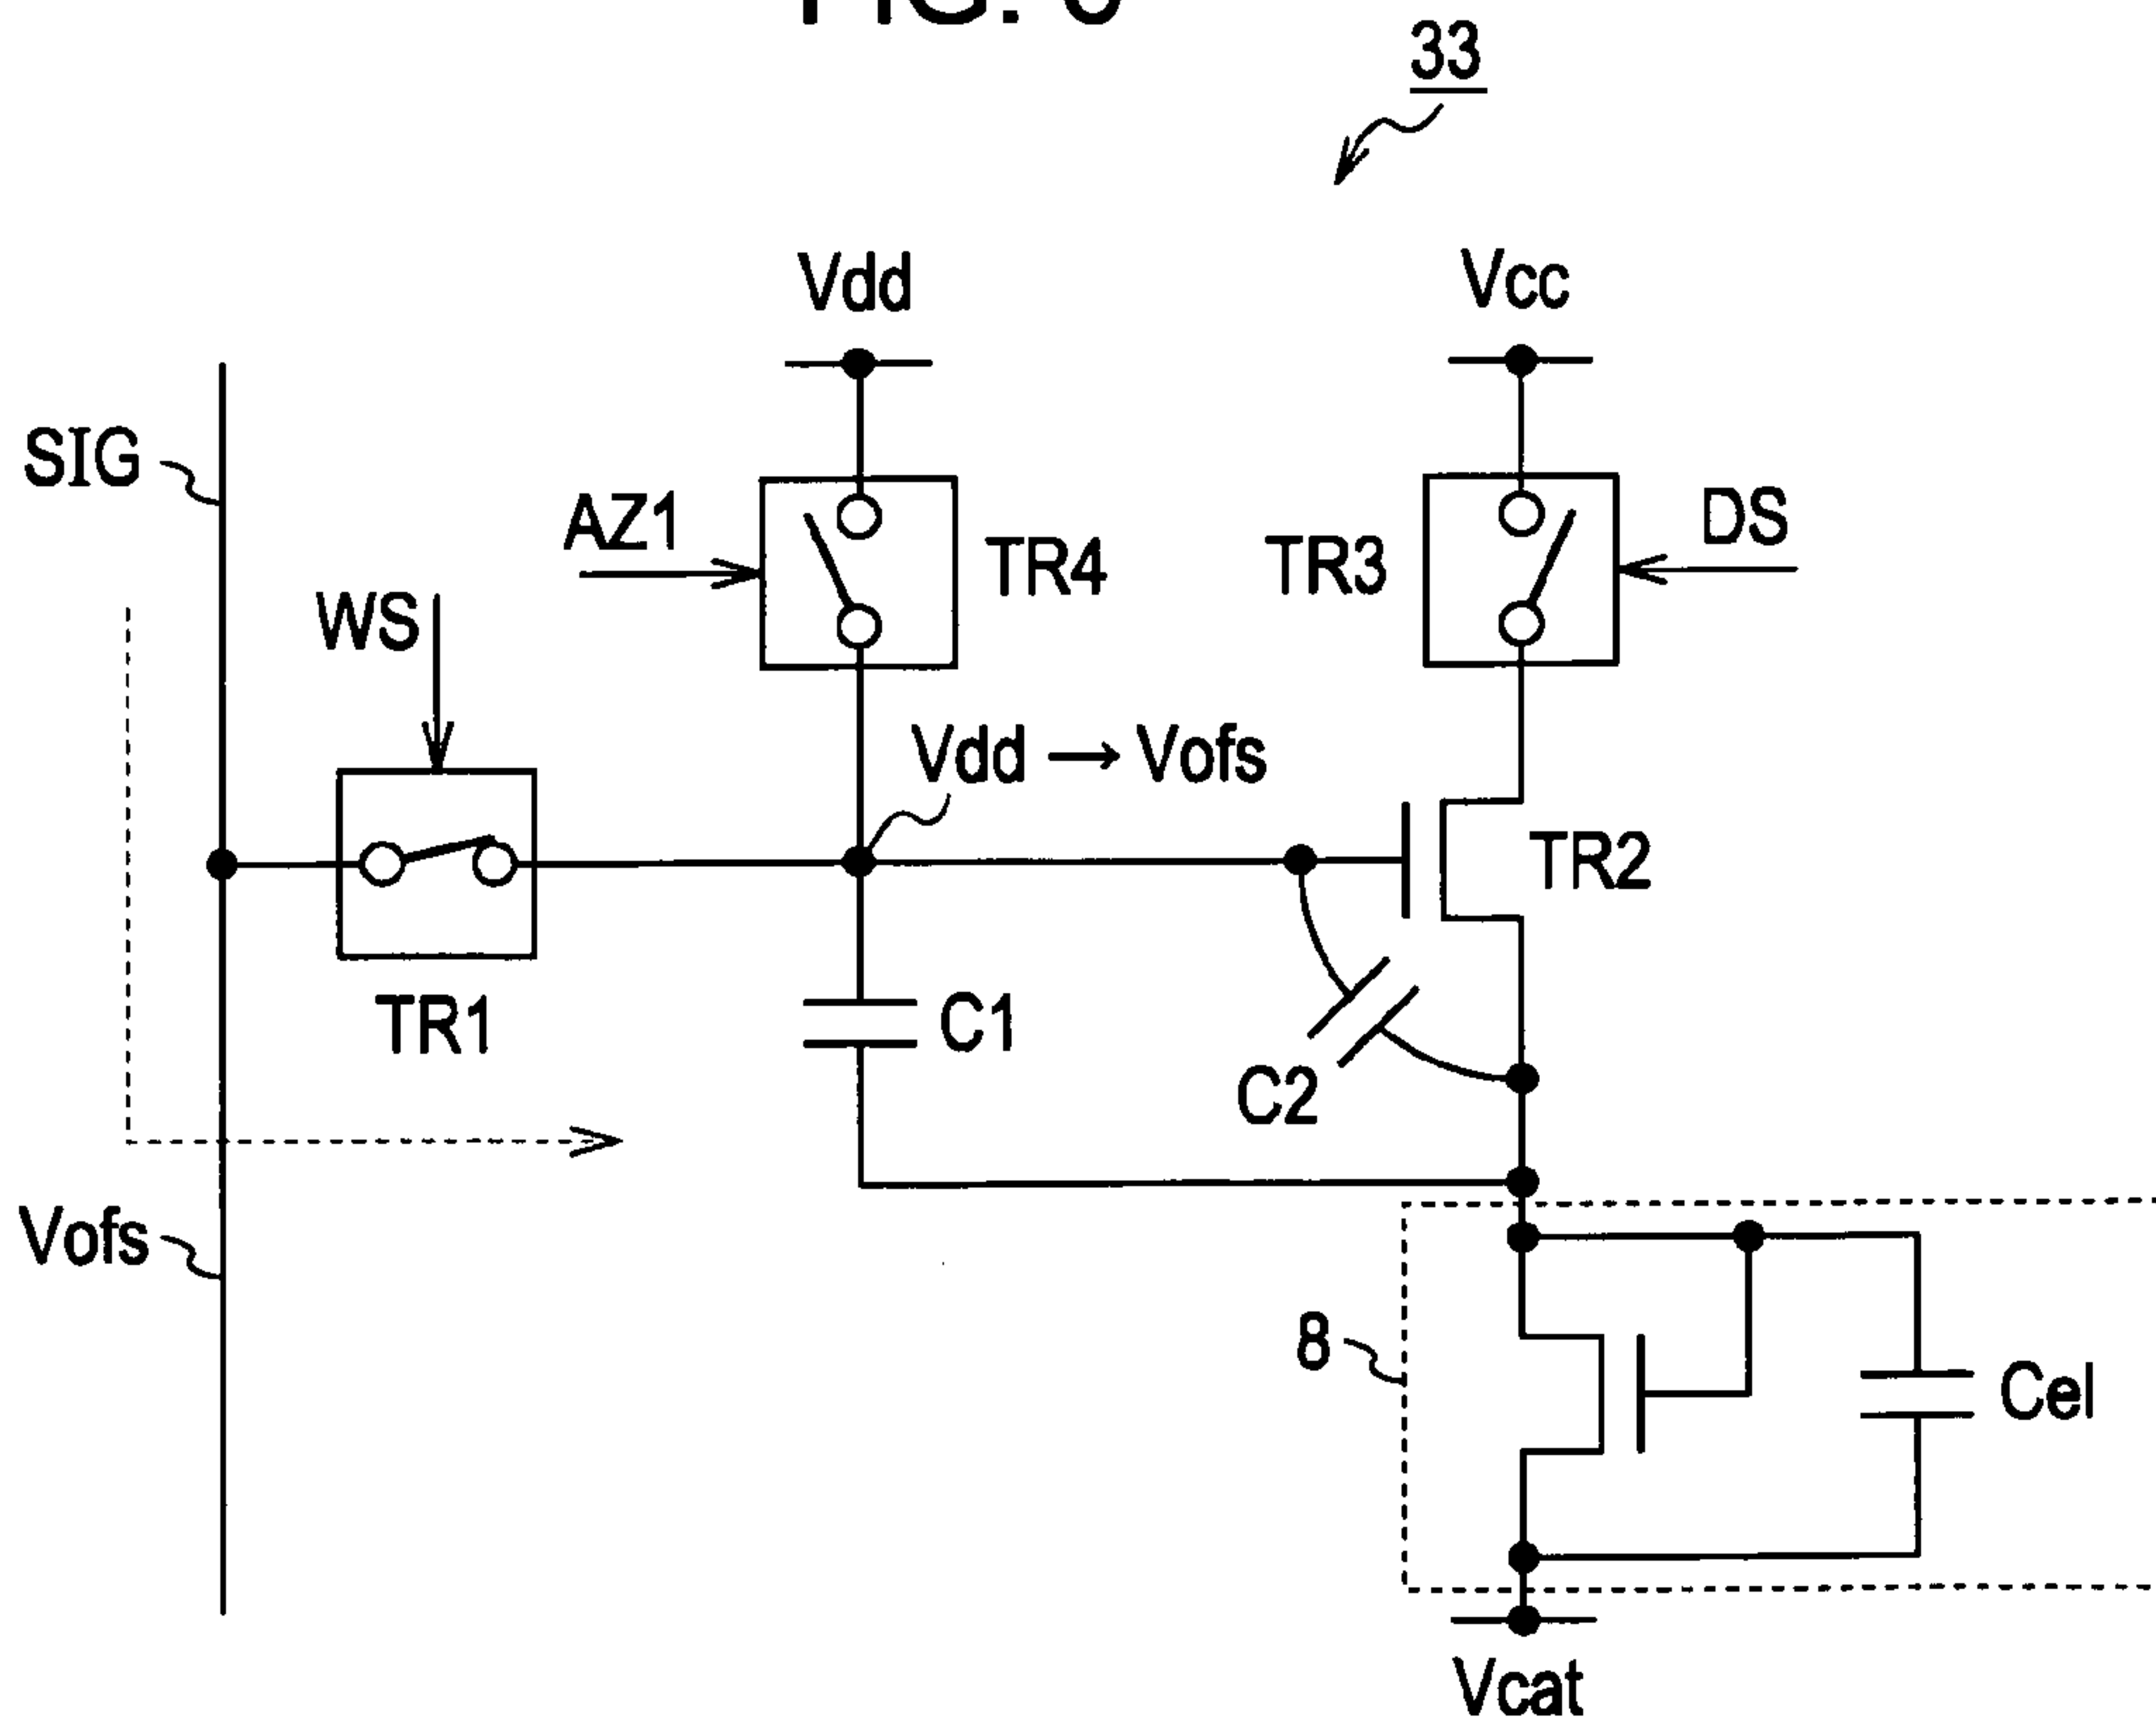 33
Vdd
Vcc
SIG
AZ1
TR4
TR3
DS
WS
Vdd → Vofs
TR2
TR1
C1
C2
Vofs
8
Cel
Vcat